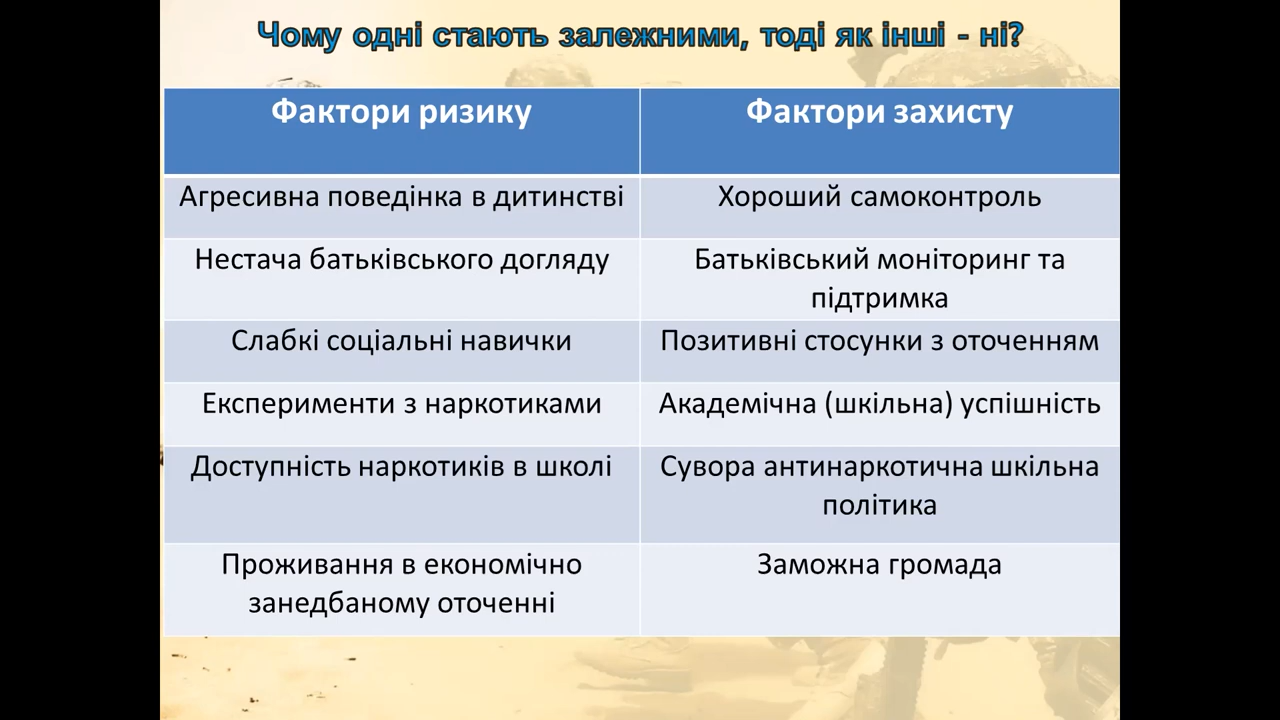 Чому одні стають залежними, тоді як інші - ні?
Фактори ризику
Фактори захисту
Агресивна поведінка в дитинстві
Хороший самоконтроль
Нестача батьківського догляду
Батьківський моніторинг та
підтримка
Слабкі соціальні навички
Позитивні стосунки з оточенням
Експерименти з наркотиками
Академічна (шкільна) успішність
Доступність наркотиків в школі
Сувора антинаркотична шкільна
політика
Проживання в економічно
занедбаному оточенні
Заможна громада